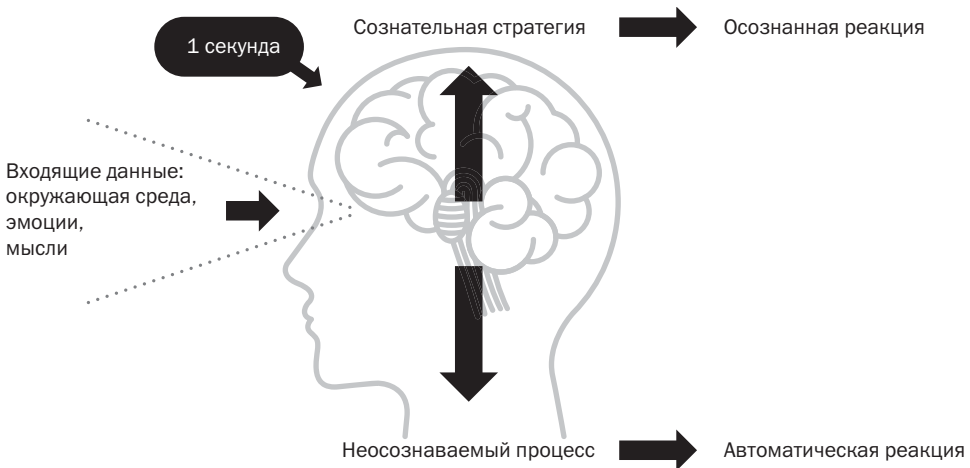 1 секунда
Сознательная стратегия
Осознанная реакция
Входящие данные:
окружающая среда,
эмоции,
мысли
Неосознаваемый процесс
Автоматическая реакция